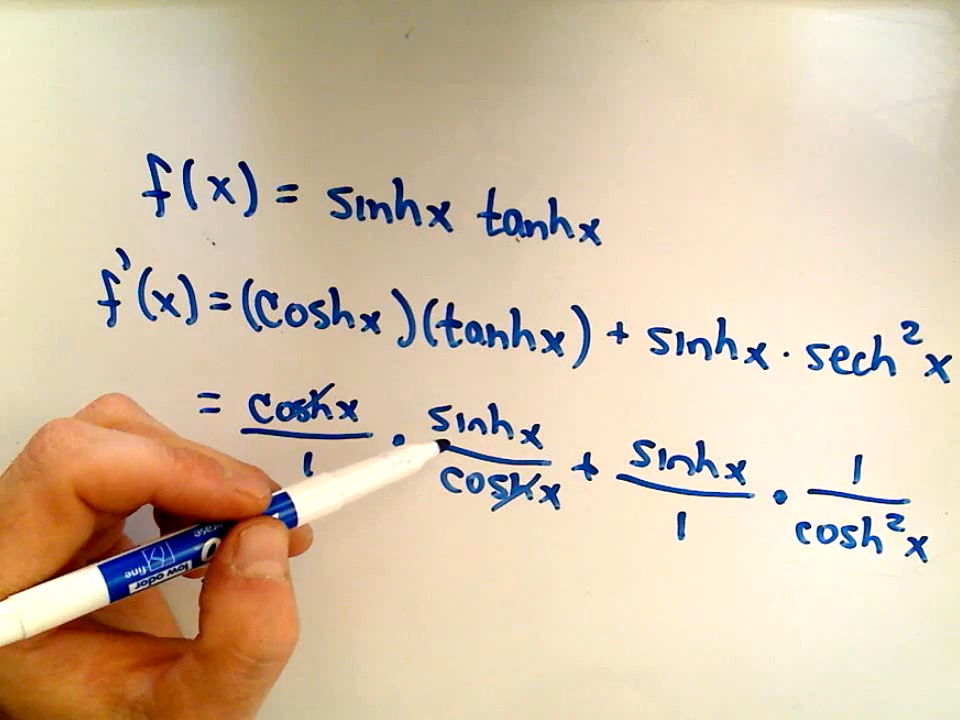 f(x) = sinhx tanhx
f'(x) = (coshx)(tanhx) + sinhx · sech²x
= coshx/1 · sinhx/coshx + sinhx/1 · 1/cosh²x
low odor
fine